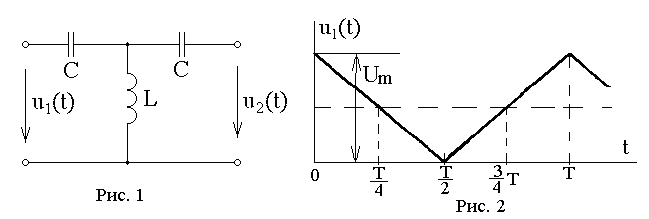 C
C
L
u₁(t)
u₂(t)
Рис. 1
u₁(t)
Um
t
0
T/4
T/2
3/4 T
T
Рис. 2